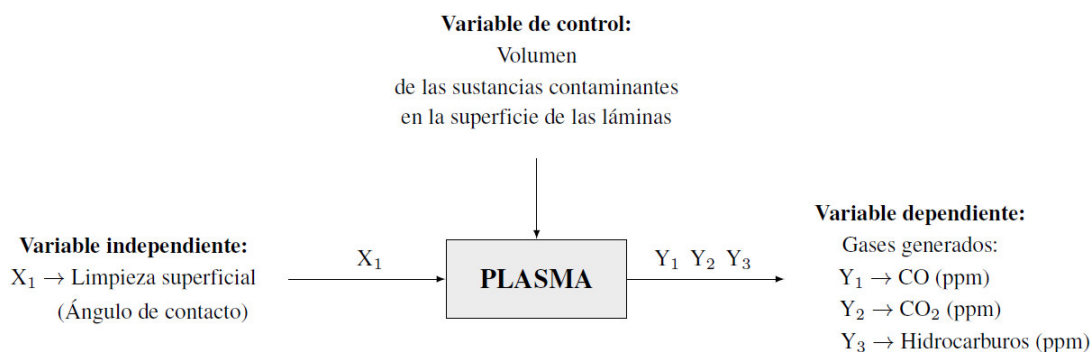 Variable de control:
Volumen
de las sustancias contaminantes
en la superficie de las láminas
Variable independiente:
X₁ → Limpieza superficial
(Ángulo de contacto)
X₁
PLASMA
Y₁ Y₂ Y₃
Variable dependiente:
Gases generados:
Y₁ → CO (ppm)
Y₂ → CO₂ (ppm)
Y₃ → Hidrocarburos (ppm)